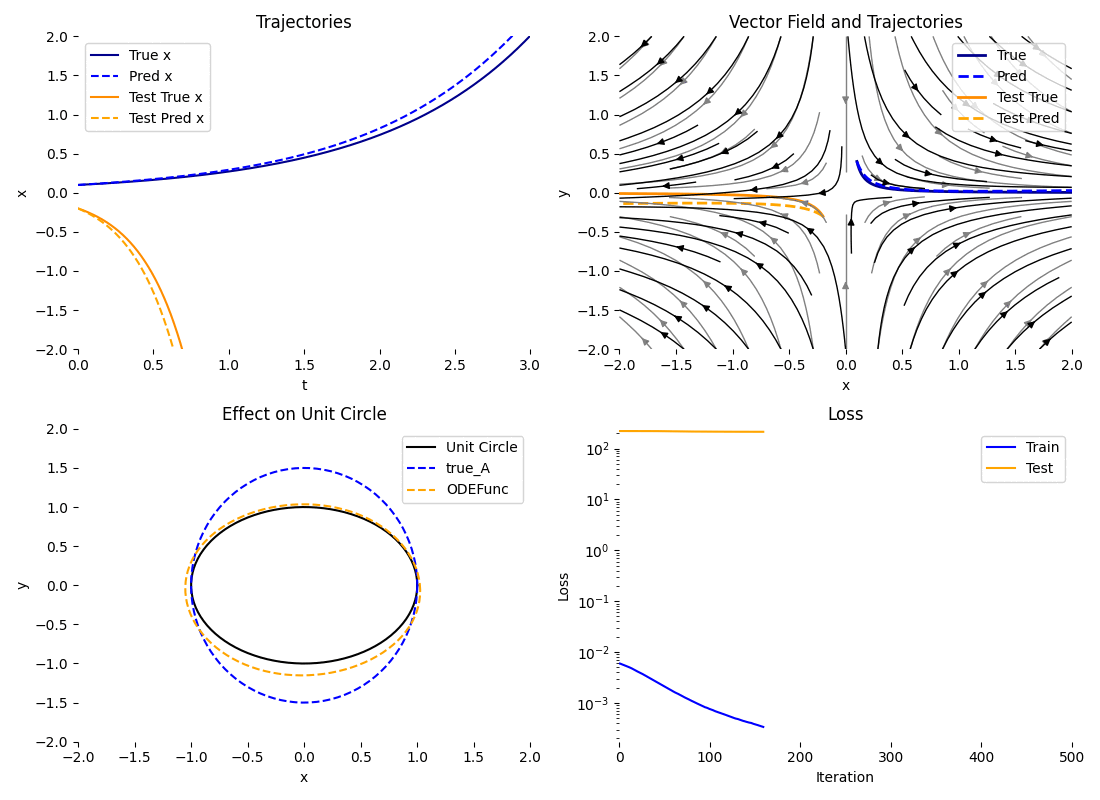 Trajectories
True x
Pred x
Test True x
Test Pred x
2.0
1.5
1.0
0.5
0.0
−0.5
−1.0
−1.5
−2.0
x
0.0 0.5 1.0 1.5 2.0 2.5 3.0
t
Vector Field and Trajectories
True
Pred
Test True
Test Pred
2.0
1.5
1.0
0.5
0.0
−0.5
−1.0
−1.5
−2.0
y
−2.0 −1.5 −1.0 −0.5 0.0 0.5 1.0 1.5 2.0
x
Effect on Unit Circle
Unit Circle
true_A
ODEFunc
2.0
1.5
1.0
0.5
0.0
−0.5
−1.0
−1.5
−2.0
y
−2.0 −1.5 −1.0 −0.5 0.0 0.5 1.0 1.5 2.0
x
Loss
Train
Test
10²
10¹
10⁰
10⁻¹
10⁻²
10⁻³
Loss
0 100 200 300 400 500
Iteration